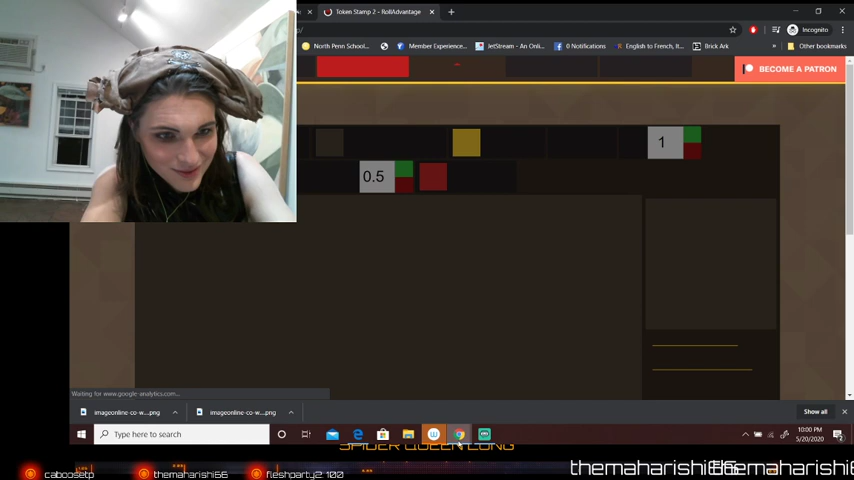 Token Stamp 2 - RollAdvantage
Incognito
North Penn School... Member Experience... JetStream - An Onli... 0 Notifications English to French, It... Brick Ark » Other bookmarks
BECOME A PATRON
1
0.5
Waiting for www.google-analytics.com...
imageonline-co-w....png imageonline-co-w....png Show all
Type here to search
10:00 PM
5/20/2020
SPIDER QUEEN LONG
caboosetp themaharishi66 fleshparty2 100 themaharishi66